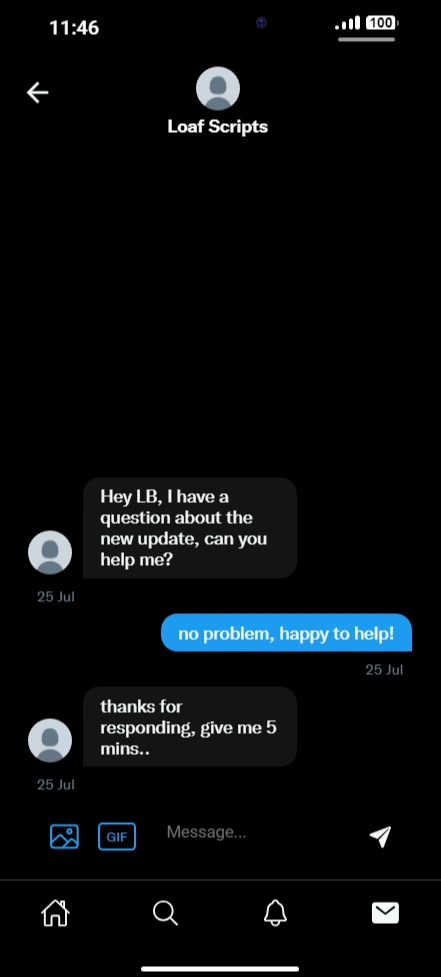 11:46
100
Loaf Scripts
Hey LB, I have a
question about the
new update, can you
help me?
25 Jul
no problem, happy to help!
25 Jul
thanks for
responding, give me 5
mins..
25 Jul
GIF
Message...